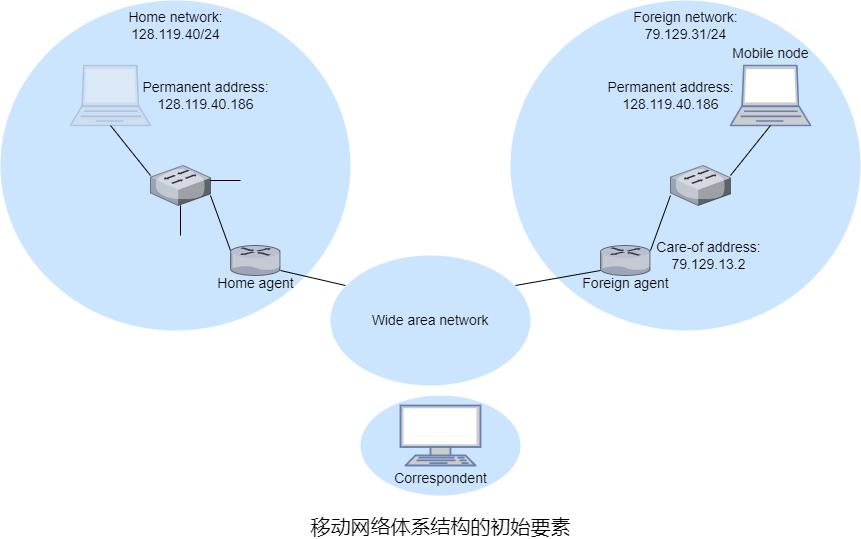 Home network:
128.119.40/24
Permanent address:
128.119.40.186
Home agent
Foreign network:
79.129.31/24
Mobile node
Permanent address:
128.119.40.186
Care-of address:
79.129.13.2
Foreign agent
Wide area network
Correspondent
移动网络体系结构的初始要素